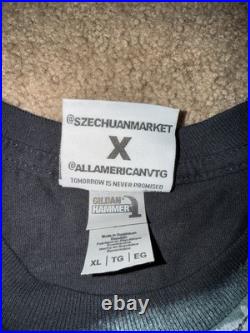 @SZECHUANMARKET
X
@ALLAMERICANVTG
TOMORROW IS NEVER PROMISED
GILDAN
HAMMER
XL | TG | EG